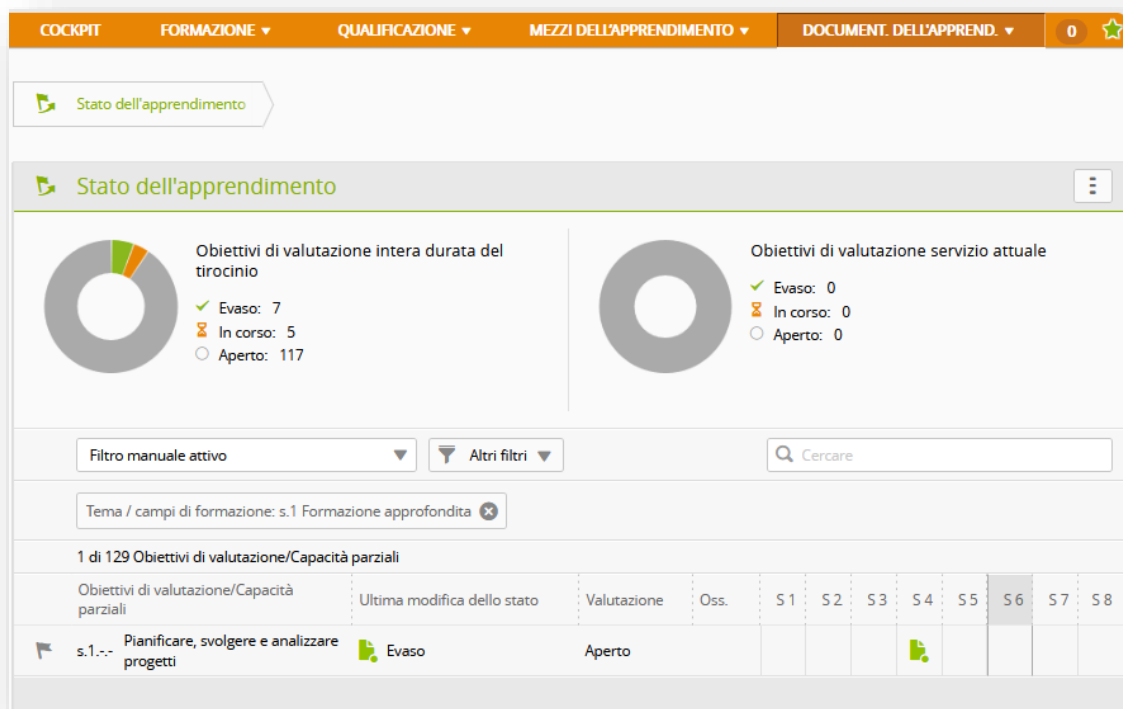 COCKPIT FORMAZIONE QUALIFICAZIONE MEZZI DELL'APPRENDIMENTO DOCUMENT. DELL'APPREND. 0
Stato dell'apprendimento
Stato dell'apprendimento
Obiettivi di valutazione intera durata del
tirocinio
Evaso: 7
In corso: 5
Aperto: 117
Obiettivi di valutazione servizio attuale
Evaso: 0
In corso: 0
Aperto: 0
Filtro manuale attivo Altri filtri Cercare
Tema / campi di formazione: s.1 Formazione approfondita
1 di 129 Obiettivi di valutazione/Capacità parziali
Obiettivi di valutazione/Capacità
parziali
Ultima modifica dello stato Valutazione Oss. S 1 S 2 S 3 S 4 S 5 S 6 S 7 S 8
s.1.-.- Pianificare, svolgere e analizzare
progetti
Evaso Aperto